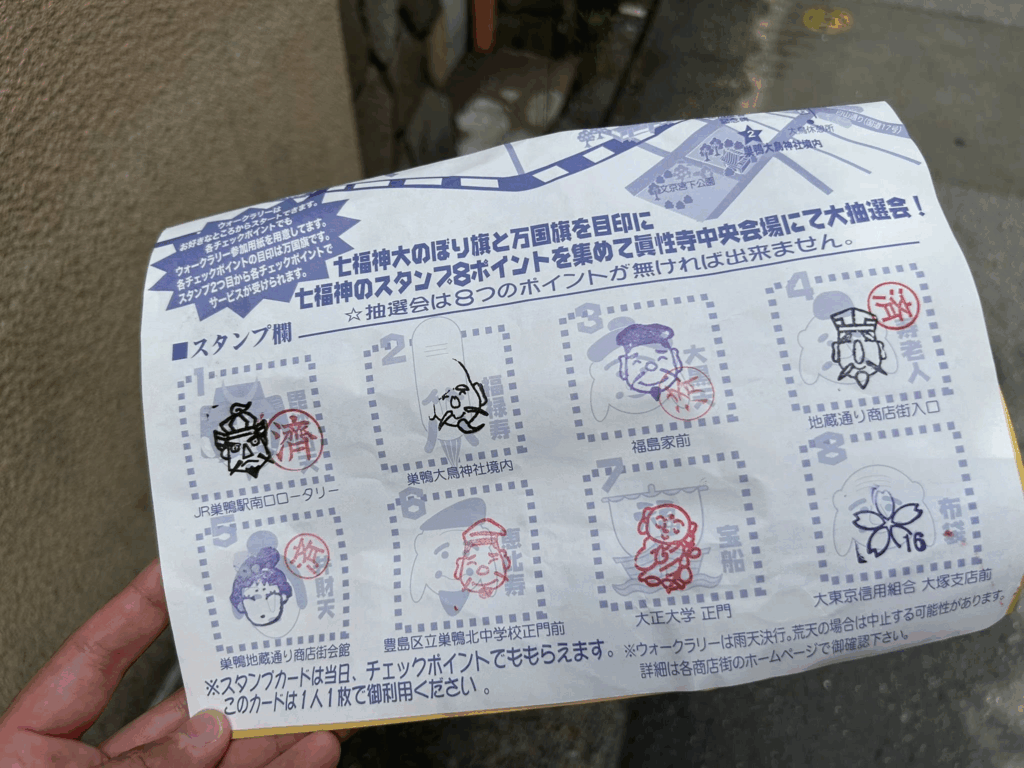 大鳥休憩所
2
巣鴨大鳥神社境内
文京宮下公園
ウォークラリーは
お好きなところからスタートできます。
各チェックポイントでも
ウォークラリー参加用紙を用意してます。
各チェックポイントの目印は万国旗です。
スタンプ2つ目から各チェックポイントで
サービスが受けられます。
七福神大のぼり旗と万国旗を目印に
七福神のスタンプ8ポイントを集めて眞性寺中央会場にて大抽選会!
☆抽選会は8つのポイントが無ければ出来ません。
■スタンプ欄
1
済
JR巣鴨駅南口ロータリー
2
福禄寿
巣鴨大鳥神社境内
3
大
済
福島家前
4
済
老人
地蔵通り商店街入口
5
済
財天
巣鴨地蔵通り商店街会館
6
恵比寿
豊島区立巣鴨北中学校正門前
7
宝船
大正大学 正門
8
布袋
16
大東京信用組合 大塚支店前
※スタンプカードは当日、チェックポイントでももらえます。
このカードは1人1枚で御利用ください。
※ウォークラリーは雨天決行。荒天の場合は中止する可能性があります。
詳細は各商店街のホームページで御確認下さい。